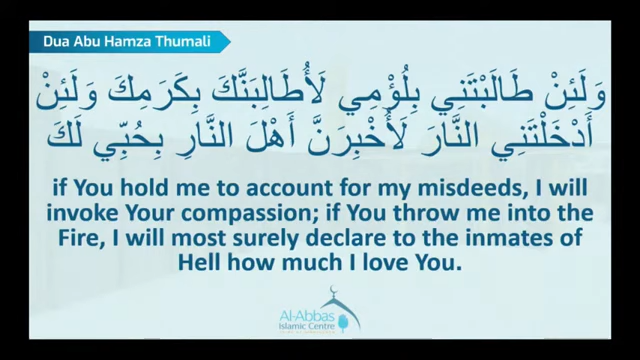 Dua Abu Hamza Thumali
وَلَئِنْ طَالَبْتَنِي بِلُؤْمِي لَأُطَالِبَنَّكَ بِكَرَمِكَ وَلَئِنْ
أَدْخَلْتَنِي النَّارَ لَأُخْبِرَنَّ أَهْلَ النَّارِ بِحُبِّي لَكَ
if You hold me to account for my misdeeds, I will
invoke Your compassion; if You throw me into the
Fire, I will most surely declare to the inmates of
Hell how much I love You.
Al-Abbas
Islamic Centre